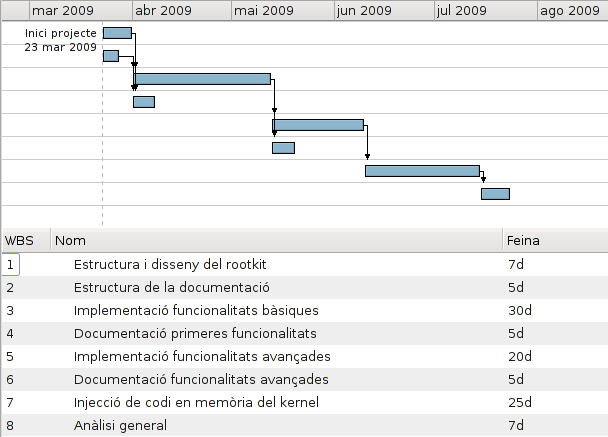 mar 2009 abr 2009 mai 2009 jun 2009 jul 2009 ago 2009
Inici projecte
23 mar 2009
WBS Nom Feina
1 Estructura i disseny del rootkit 7d
2 Estructura de la documentació 5d
3 Implementació funcionalitats bàsiques 30d
4 Documentació primeres funcionalitats 5d
5 Implementació funcionalitats avançades 20d
6 Documentació funcionalitats avançades 5d
7 Injecció de codi en memòria del kernel 25d
8 Anàlisi general 7d